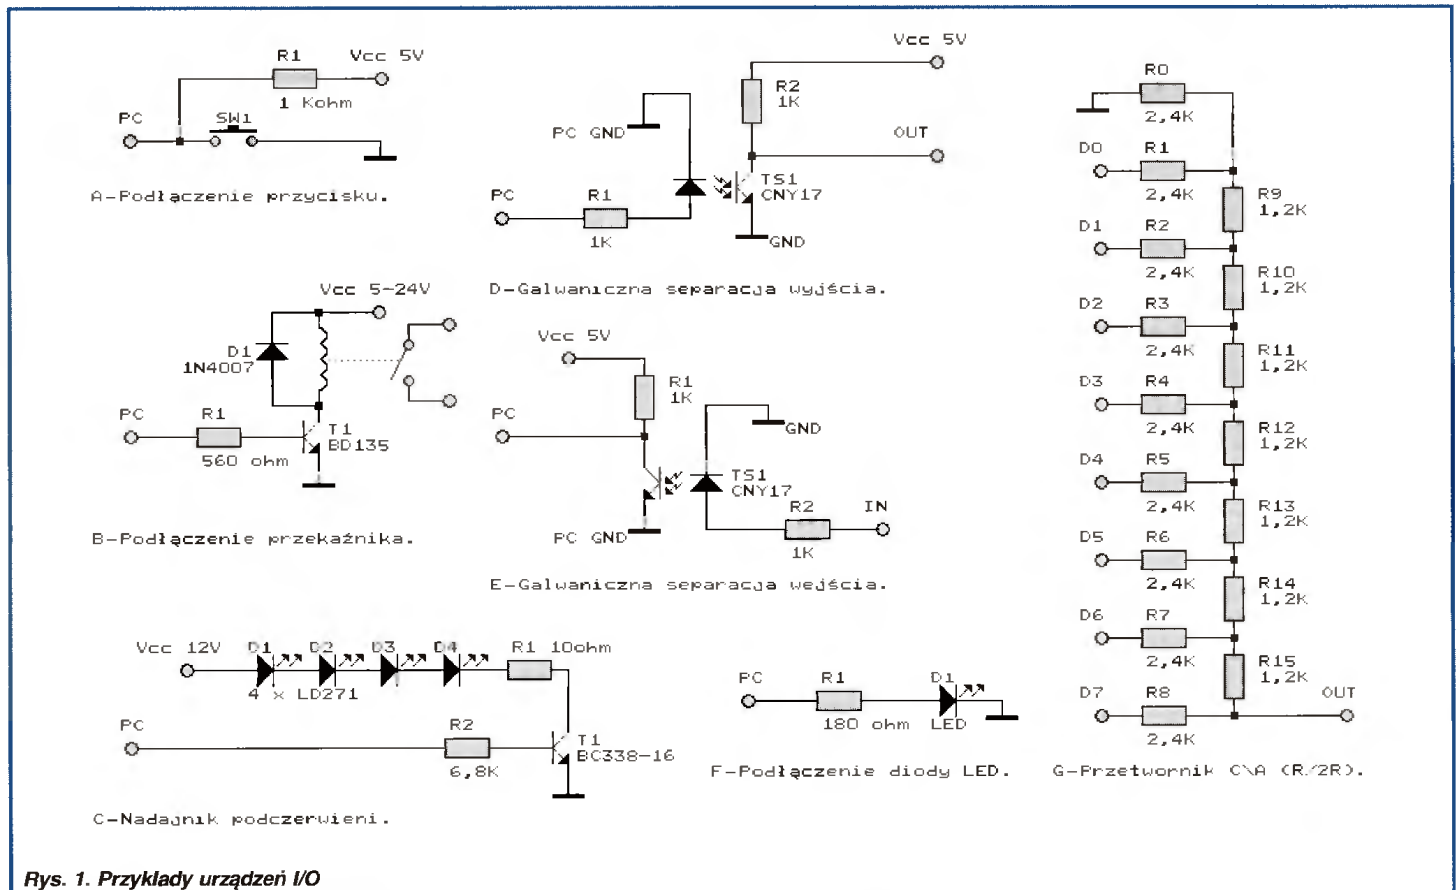 R1
Vcc 5V
1 Kohm
PC
SW1
A-Podłączenie przycisku.
Vcc 5-24V
D1
1N4007
PC
R1
560 ohm
T1
BD135
B-Podłączenie przekaźnika.
Vcc 12V
D1
D2
D3
D4
R1 10ohm
4 x LD271
PC
R2
6,8K
T1
BC338-16
C-Nadajnik podczerwieni.
Vcc 5V
R2
1K
PC GND
OUT
PC
R1
1K
TS1
CNY17
GND
D-Galwaniczna separacja wyjścia.
Vcc 5V
R1
1K
PC
GND
TS1
CNY17
R2
IN
1K
PC GND
E-Galwaniczna separacja wejścia.
PC
R1
D1
180 ohm
LED
F-Podłączenie diody LED.
R0
2,4K
D0
R1
2,4K
R9
1,2K
D1
R2
2,4K
R10
1,2K
D2
R3
2,4K
R11
1,2K
D3
R4
2,4K
R12
1,2K
D4
R5
2,4K
R13
1,2K
D5
R6
2,4K
R14
1,2K
D6
R7
2,4K
R15
1,2K
D7
R8
2,4K
OUT
G-Przetwornik C\A (R/2R).
Rys. 1. Przykłady urządzeń I/O